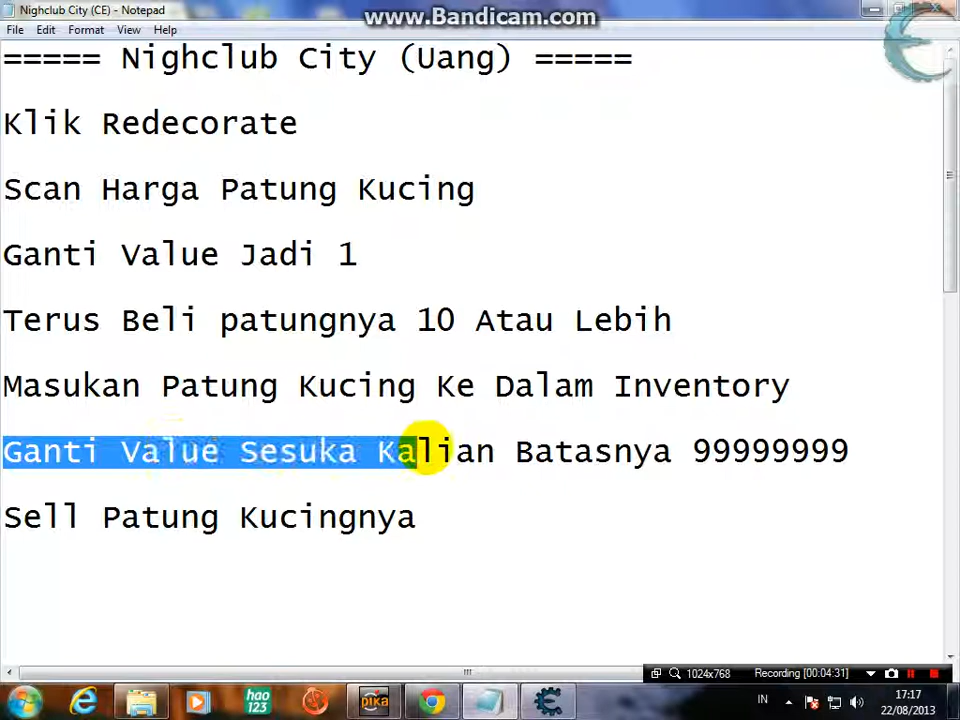 Nighclub City (CE) - Notepad
www.Bandicam.com
File Edit Format View Help
===== Nighclub City (Uang) =====
Klik Redecorate
Scan Harga Patung Kucing
Ganti Value Jadi 1
Terus Beli patungnya 10 Atau Lebih
Masukan Patung Kucing Ke Dalam Inventory
Ganti Value Sesuka Kalian Batasnya 99999999
Sell Patung Kucingnya
1024x768 Recording [00:04:31]
hao
123
pika
IN
17:17
22/08/2013